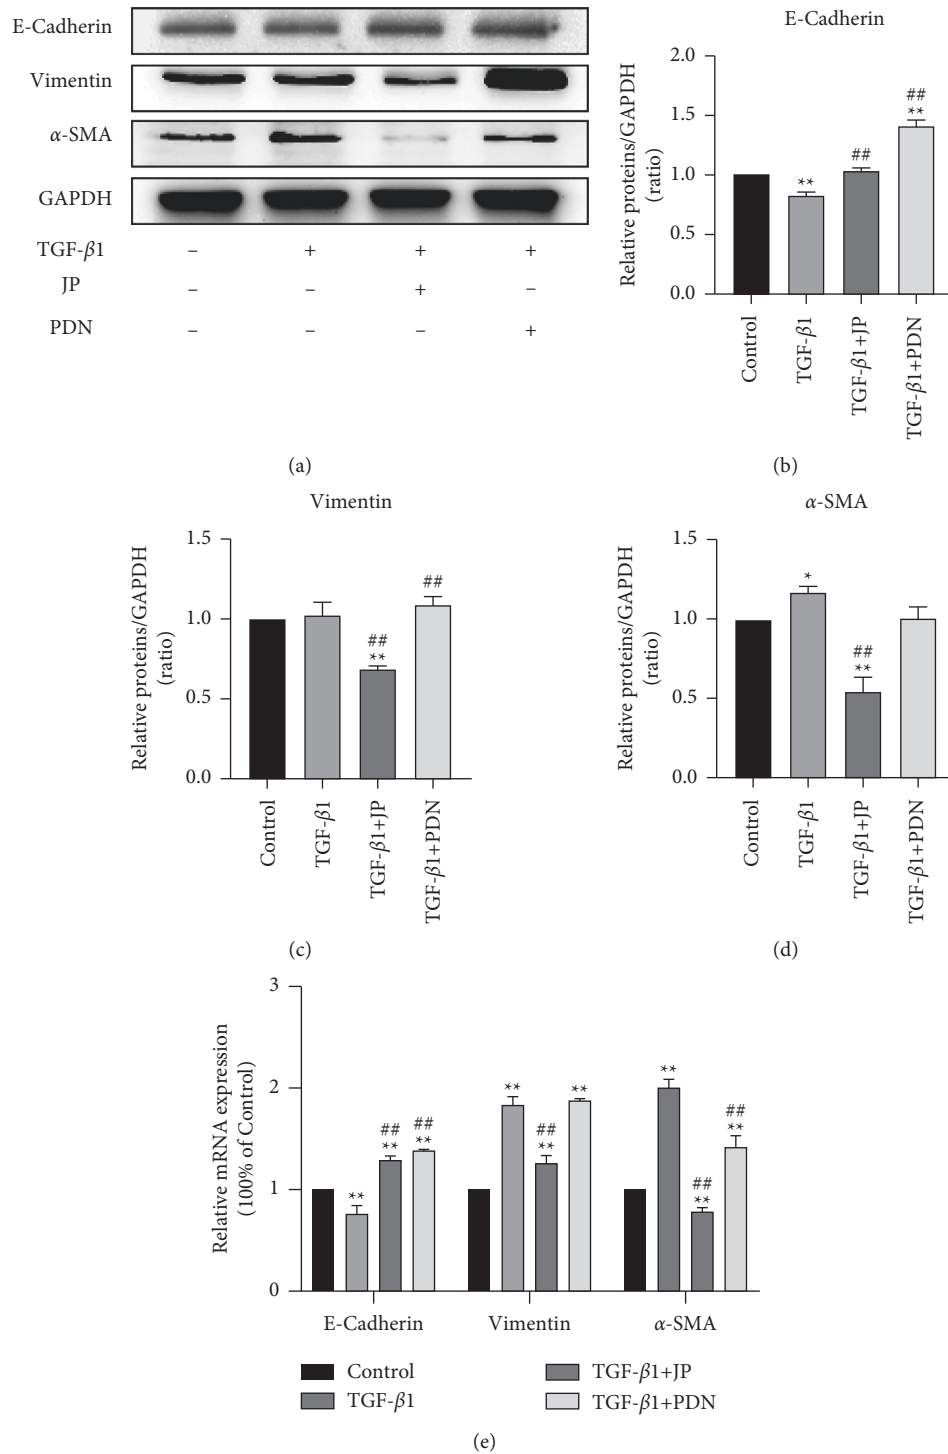 E-Cadherin
Vimentin
α-SMA
GAPDH
TGF-β1 – + + +
JP – – + –
PDN – – – +
(a)
E-Cadherin
Relative proteins/GAPDH
(ratio)
2.0
1.5
1.0
0.5
0.0
**
##
##
**
Control
TGF-β1
TGF-β1+JP
TGF-β1+PDN
(b)
Vimentin
Relative proteins/GAPDH
(ratio)
1.5
1.0
0.5
0.0
##
**
##
Control
TGF-β1
TGF-β1+JP
TGF-β1+PDN
(c)
α-SMA
Relative proteins/GAPDH
(ratio)
1.5
1.0
0.5
0.0
*
##
**
Control
TGF-β1
TGF-β1+JP
TGF-β1+PDN
(d)
Relative mRNA expression
(100% of Control)
3
2
1
0
**
##
**
##
**
**
##
**
**
**
##
**
##
**
E-Cadherin Vimentin α-SMA
Control
TGF-β1
TGF-β1+JP
TGF-β1+PDN
(e)